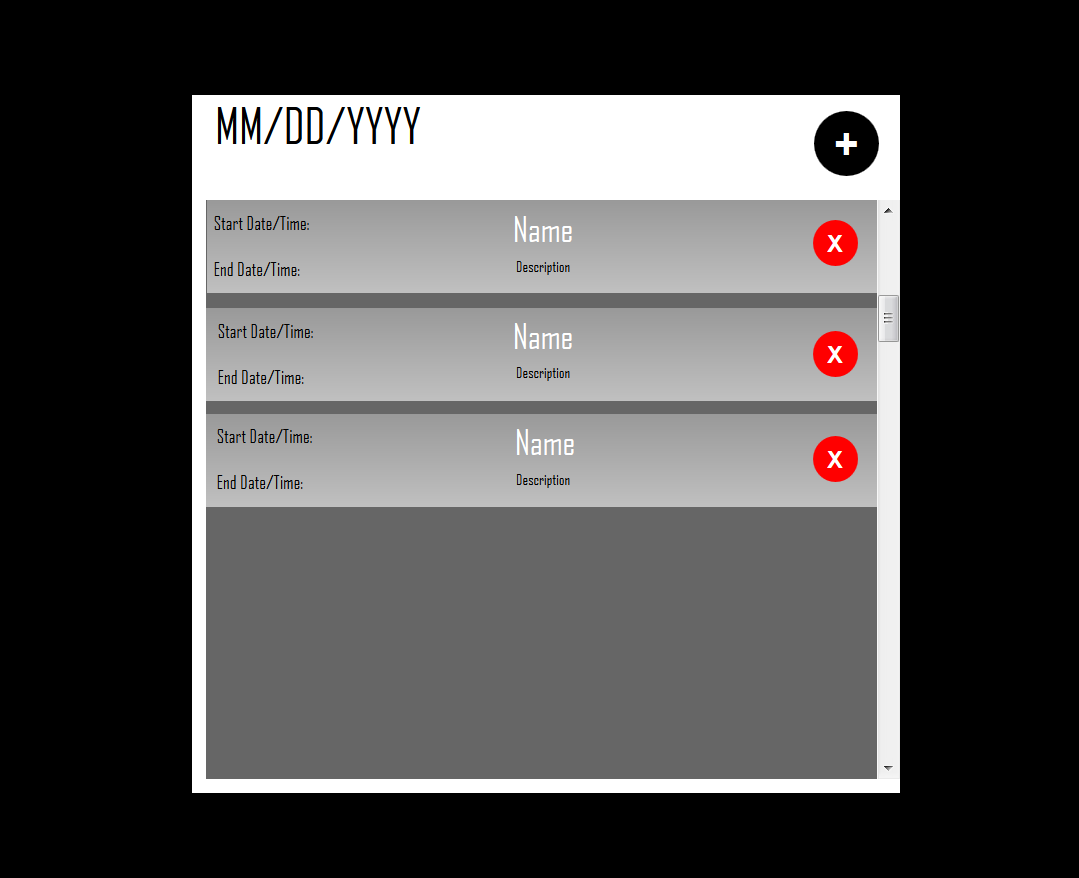 MM/DD/YYYY
+
Start Date/Time:
Name
X
End Date/Time:
Description
Start Date/Time:
Name
X
End Date/Time:
Description
Start Date/Time:
Name
X
End Date/Time:
Description